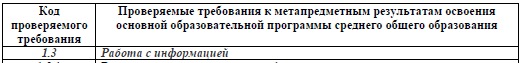 Код
проверяемого
требования
Проверяемые требования к метапредметным результатам освоения
основной образовательной программы среднего общего образования
1.3
Работа с информацией